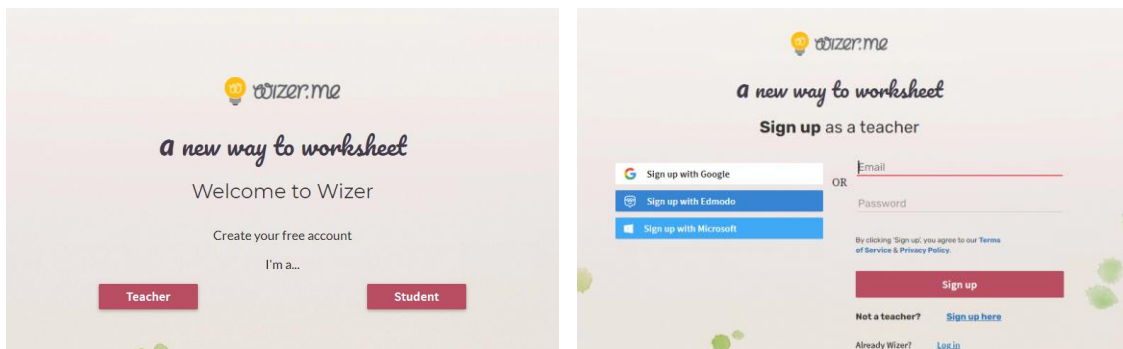 wizer.me
a new way to worksheet
Welcome to Wizer
Create your free account
I'm a...
Teacher
Student
wizer.me
a new way to worksheet
Sign up as a teacher
Sign up with Google
Sign up with Edmodo
Sign up with Microsoft
OR
Email
Password
By clicking 'Sign up', you agree to our Terms
of Service & Privacy Policy.
Sign up
Not a teacher? Sign up here
Already Wizer? Log in